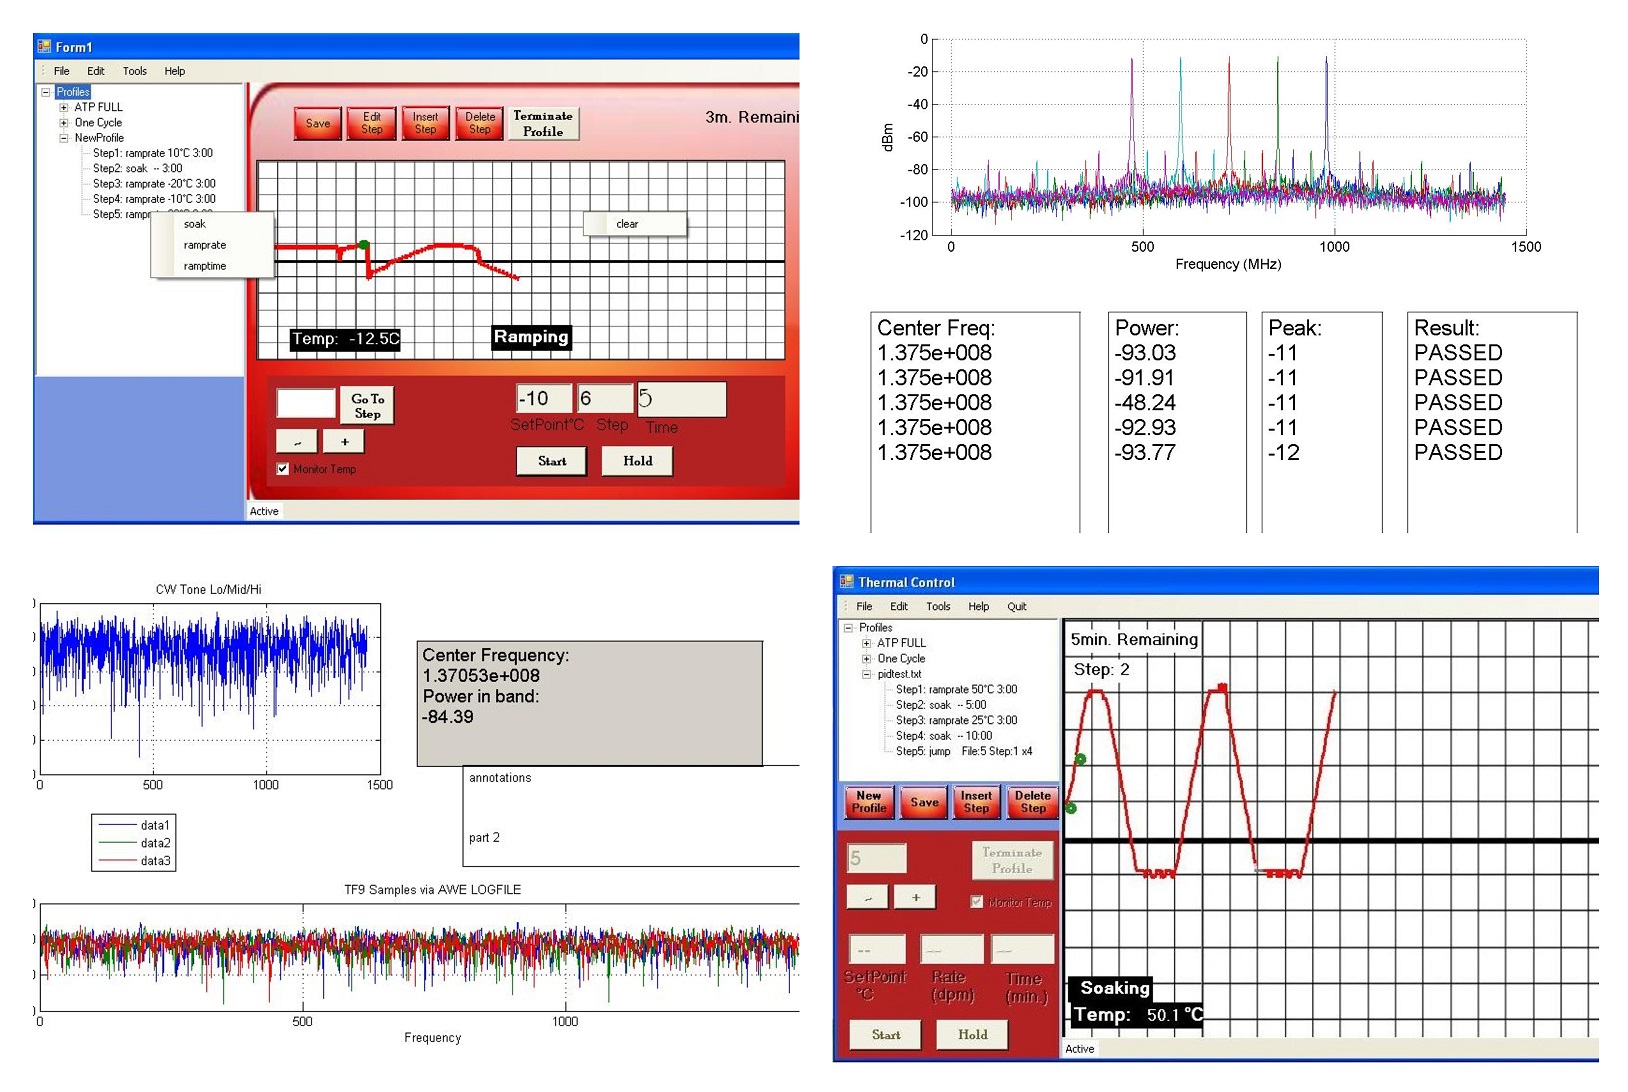 Form1
File Edit Tools Help
Profiles
ATP FULL
One Cycle
NewProfile
Step1: ramprate 10°C 3:00
Step2: soak -- 3:00
Step3: ramprate -20°C 3:00
Step4: ramprate -10°C 3:00
Step5: ramp
soak
ramprate
ramptime
Save
Edit
Step
Insert
Step
Delete
Step
Terminate
Profile
3m. Remaini
clear
Temp: -12.5C
Ramping
Go To
Step
-10 6 5
SetPoint°C Step Time
~ +
Monitor Temp
Start Hold
Active
0
-20
-40
-60
-80
-100
-120
dBm
0 500 1000 1500
Frequency (MHz)
Center Freq: Power: Peak: Result:
1.375e+008 -93.03 -11 PASSED
1.375e+008 -91.91 -11 PASSED
1.375e+008 -48.24 -11 PASSED
1.375e+008 -92.93 -11 PASSED
1.375e+008 -93.77 -12 PASSED
CW Tone Lo/Mid/Hi
0 500 1000 1500
Center Frequency:
1.37053e+008
Power in band:
-84.39
annotations
part 2
data1
data2
data3
TF9 Samples via AWE LOGFILE
0 500 1000
Frequency
Thermal Control
File Edit Tools Help Quit
Profiles
ATP FULL
One Cycle
pidtest.txt
Step1: ramprate 50°C 3:00
Step2: soak -- 5:00
Step3: ramprate 25°C 3:00
Step4: soak -- 10:00
Step5: jump File:5 Step:1 x4
New
Profile
Save
Insert
Step
Delete
Step
5
Terminate
Profile
~ +
Monitor Temp
-- -- --
SetPoint
°C
Rate
(dpm)
Time
(min.)
Start Hold
5min. Remaining
Step: 2
Soaking
Temp: 50.1 °C
Active